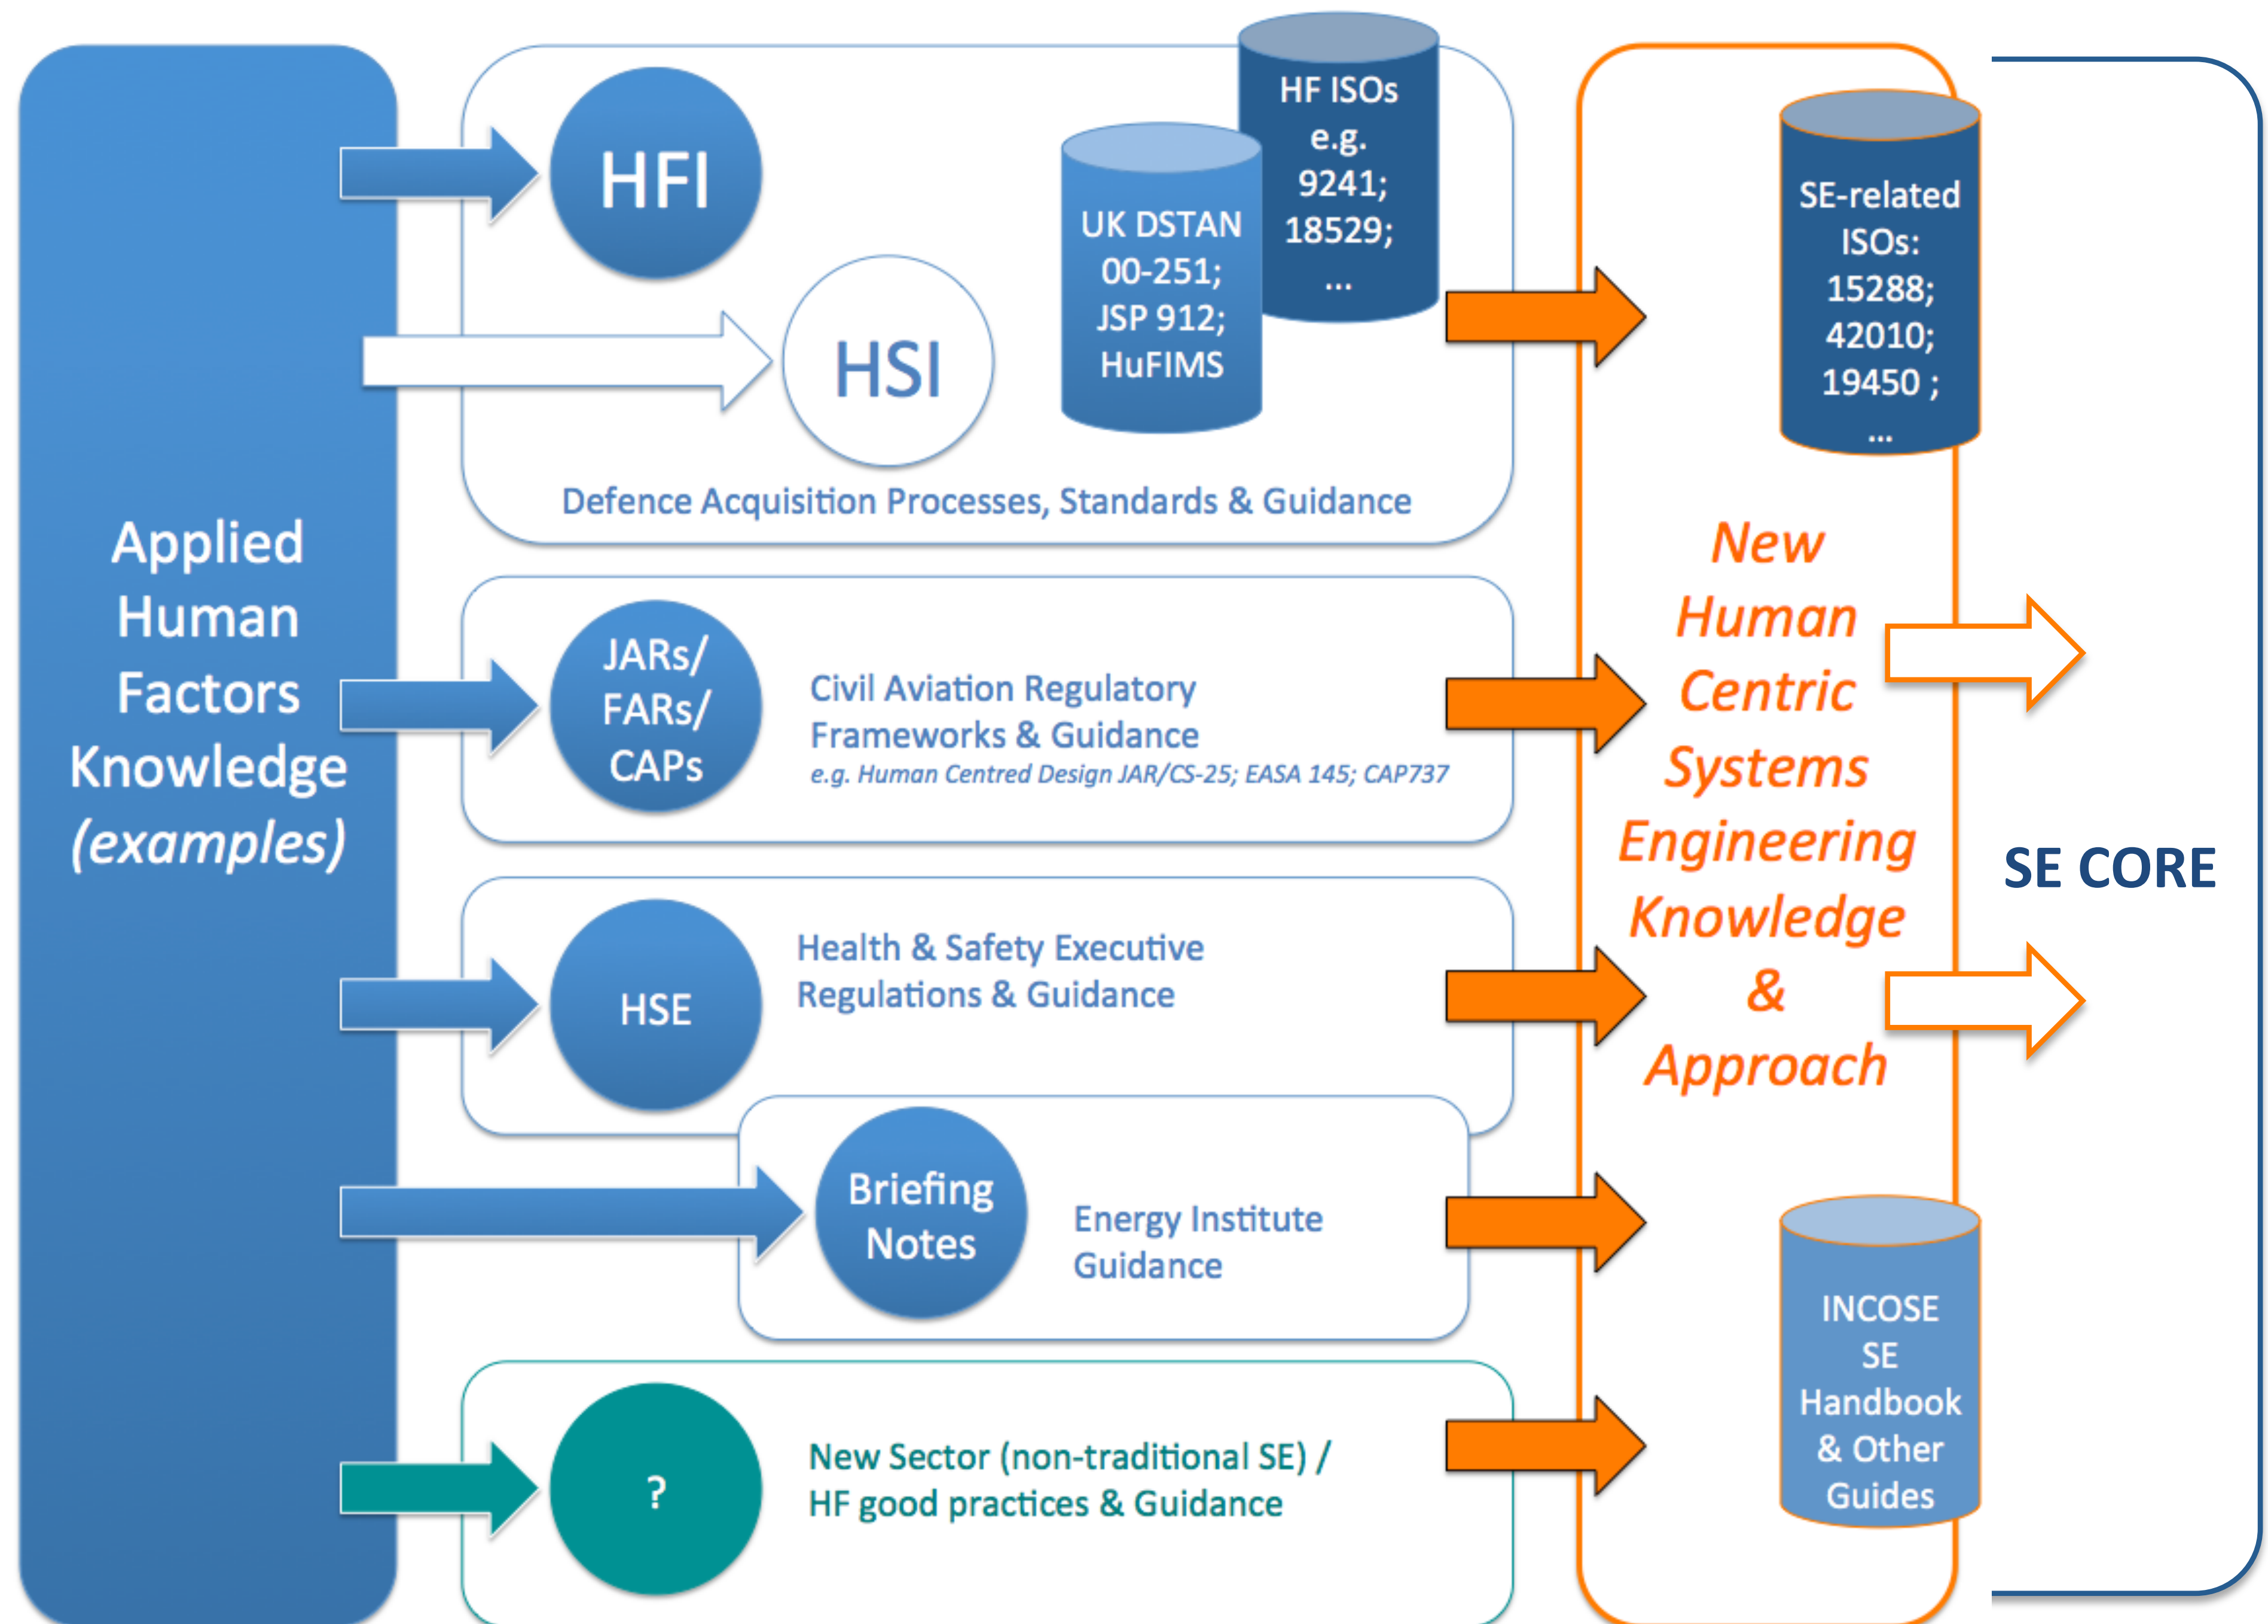 Applied
Human
Factors
Knowledge
(examples)
HFI
HSI
UK DSTAN
00-251;
JSP 912;
HuFIMS
HF ISOs
e.g.
9241;
18529;
...
Defence Acquisition Processes, Standards & Guidance
JARs/
FARs/
CAPs
Civil Aviation Regulatory
Frameworks & Guidance
e.g. Human Centred Design JAR/CS-25; EASA 145; CAP737
HSE
Health & Safety Executive
Regulations & Guidance
Briefing
Notes
Energy Institute
Guidance
?
New Sector (non-traditional SE) /
HF good practices & Guidance
SE-related
ISOs:
15288;
42010;
19450 ;
...
New
Human
Centric
Systems
Engineering
Knowledge
&
Approach
INCOSE
SE
Handbook
& Other
Guides
SE CORE